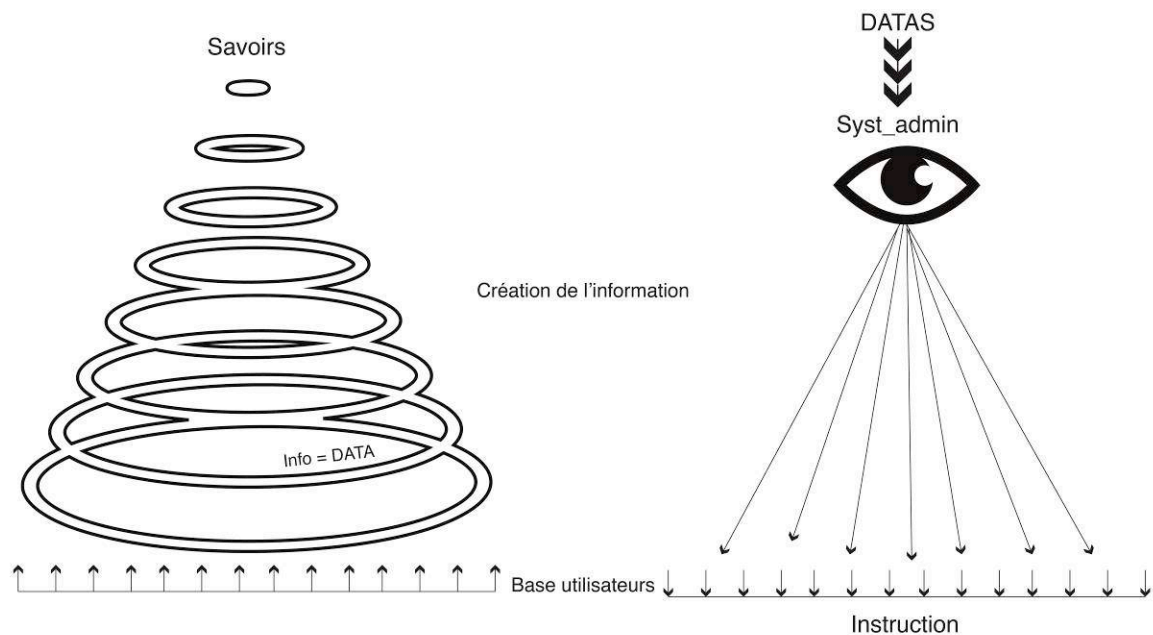 Savoirs
DATAS
Syst_admin
Création de l'information
Info = DATA
Base utilisateurs
Instruction